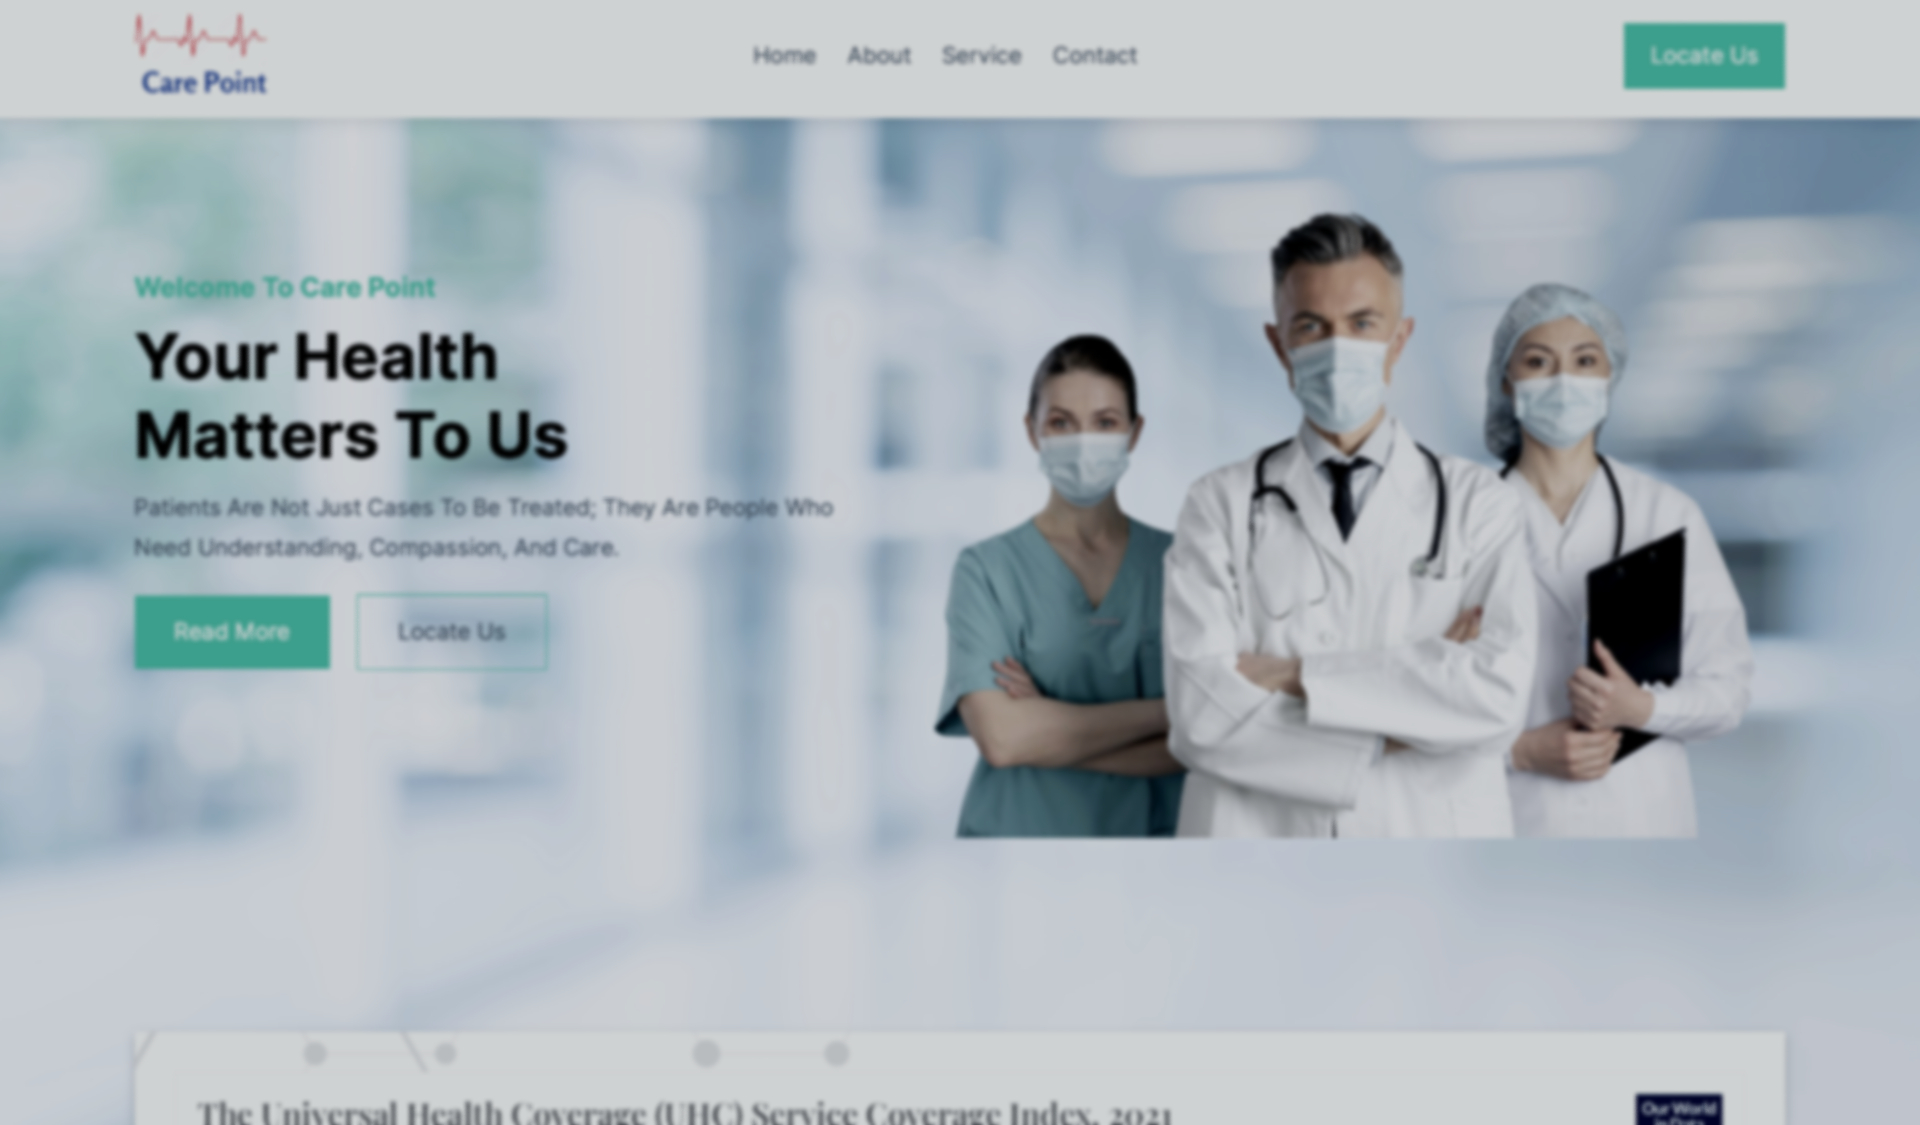 Care Point
Home About Service Contact
Locate Us
Welcome To Care Point
Your Health
Matters To Us
Patients Are Not Just Cases To Be Treated; They Are People Who
Need Understanding, Compassion, And Care.
Read More Locate Us
The Universal Health Coverage (UHC) Service Coverage Index, 2021
Our World
in Data